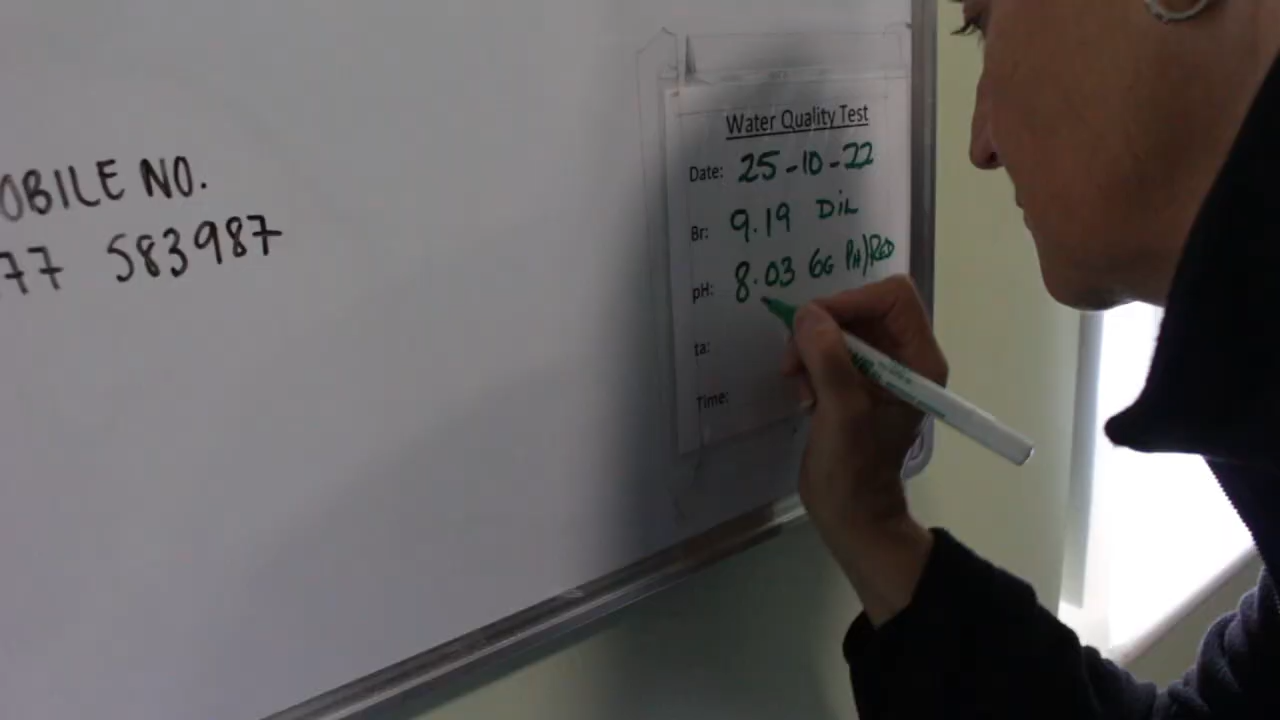 OBILE NO.
77 583987
Water Quality Test
Date: 25-10-22
Br: 9.19 DIL
pH: 8.03 6G PH/RED
ta:
Time: